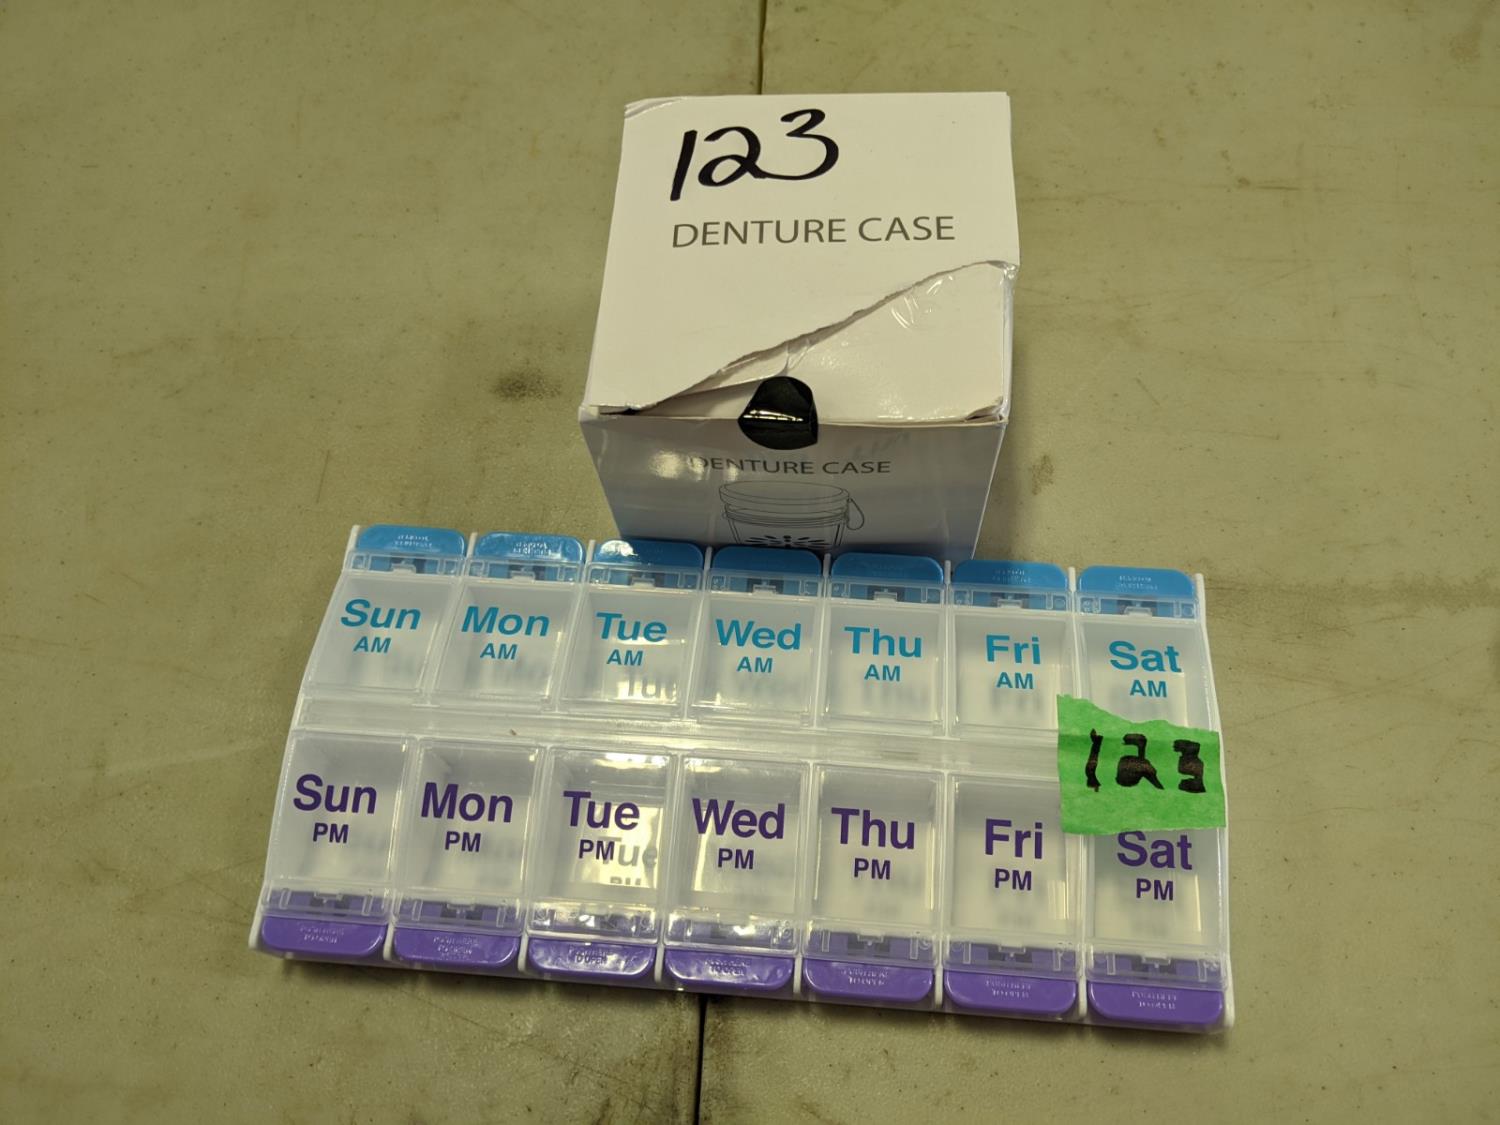 123
DENTURE CASE
DENTURE CASE
Sun Mon Tue Wed Thu Fri Sat
AM AM AM AM AM AM AM
123
Sun Mon Tue Wed Thu Fri Sat
PM PM PM PM PM PM PM